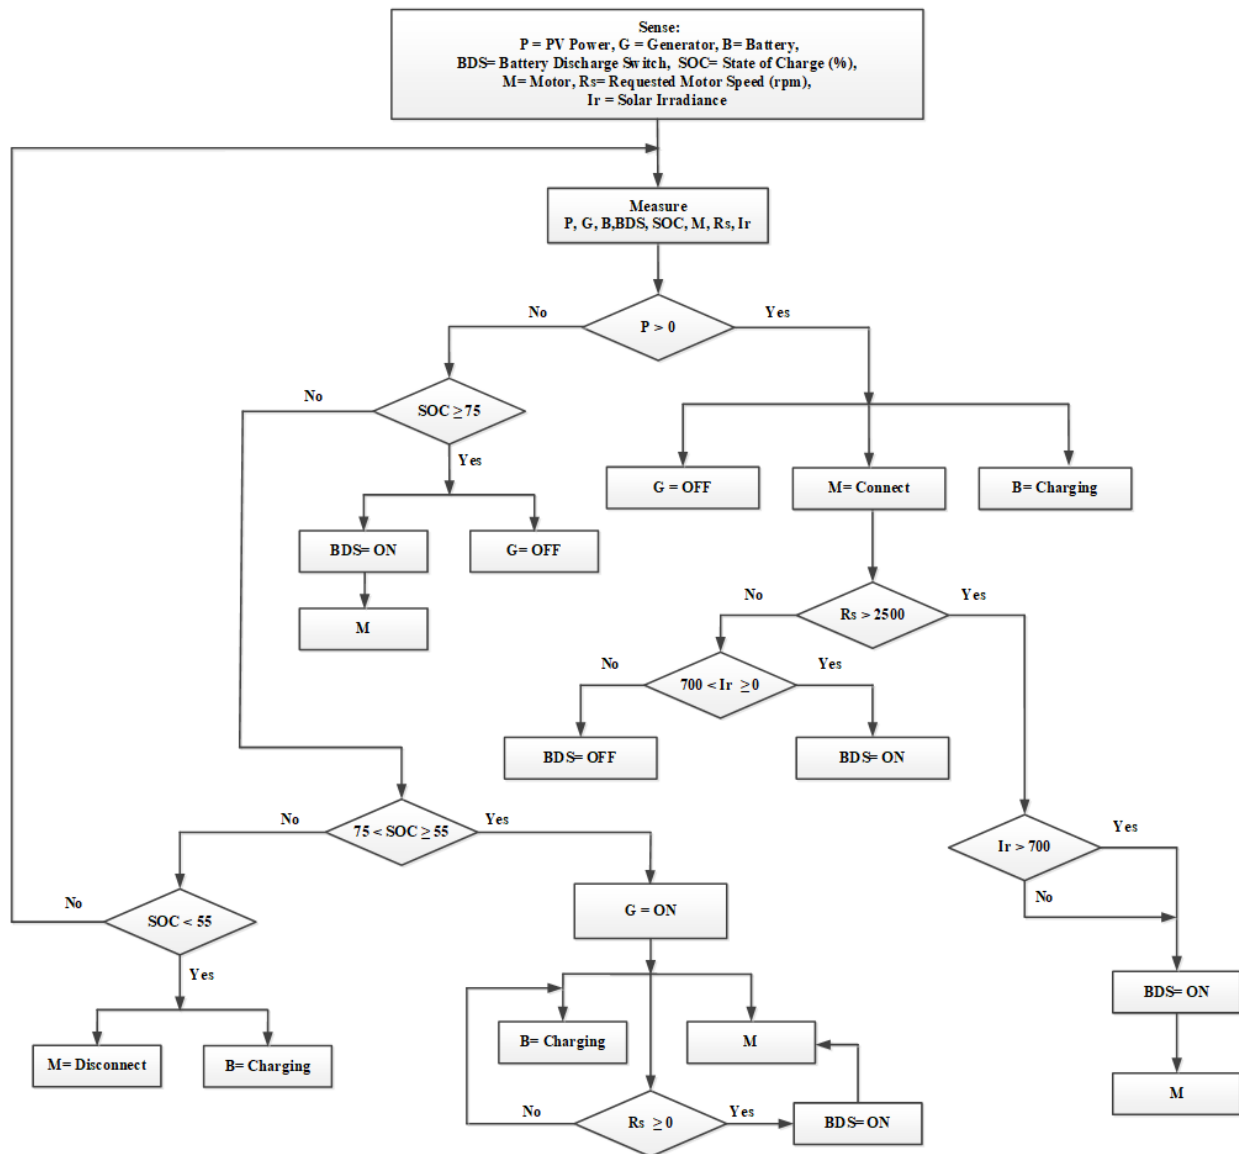 Sense:
P = PV Power, G = Generator, B= Battery,
BDS= Battery Discharge Switch, SOC= State of Charge (%),
M= Motor, Rs= Requested Motor Speed (rpm),
Ir = Solar Irradiance
Measure
P, G, B,BDS, SOC, M, Rs, Ir
No
Yes
P > 0
No
SOC ≥ 75
Yes
G = OFF
M= Connect
B= Charging
BDS= ON
G= OFF
M
No
Rs > 2500
Yes
No
700 < Ir ≥ 0
Yes
BDS= OFF
BDS= ON
No
75 < SOC ≥ 55
Yes
Ir > 700
Yes
No
No
SOC < 55
Yes
G = ON
BDS= ON
M= Disconnect
B= Charging
B= Charging
M
M
No
Rs ≥ 0
Yes
BDS= ON